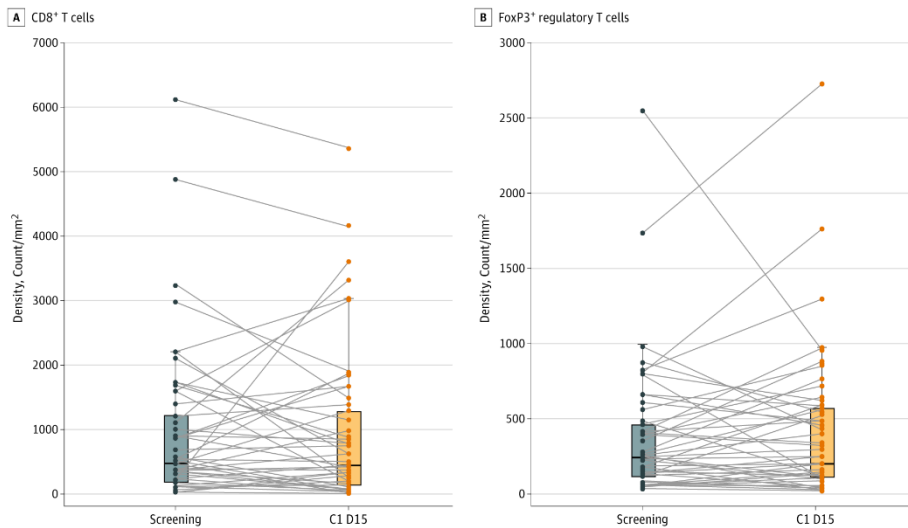 A CD8+ T cells
7000
6000
5000
4000
3000
2000
1000
0
Density, Count/mm²
Screening
C1 D15
B FoxP3+ regulatory T cells
3000
2500
2000
1500
1000
500
0
Density, Count/mm²
Screening
C1 D15